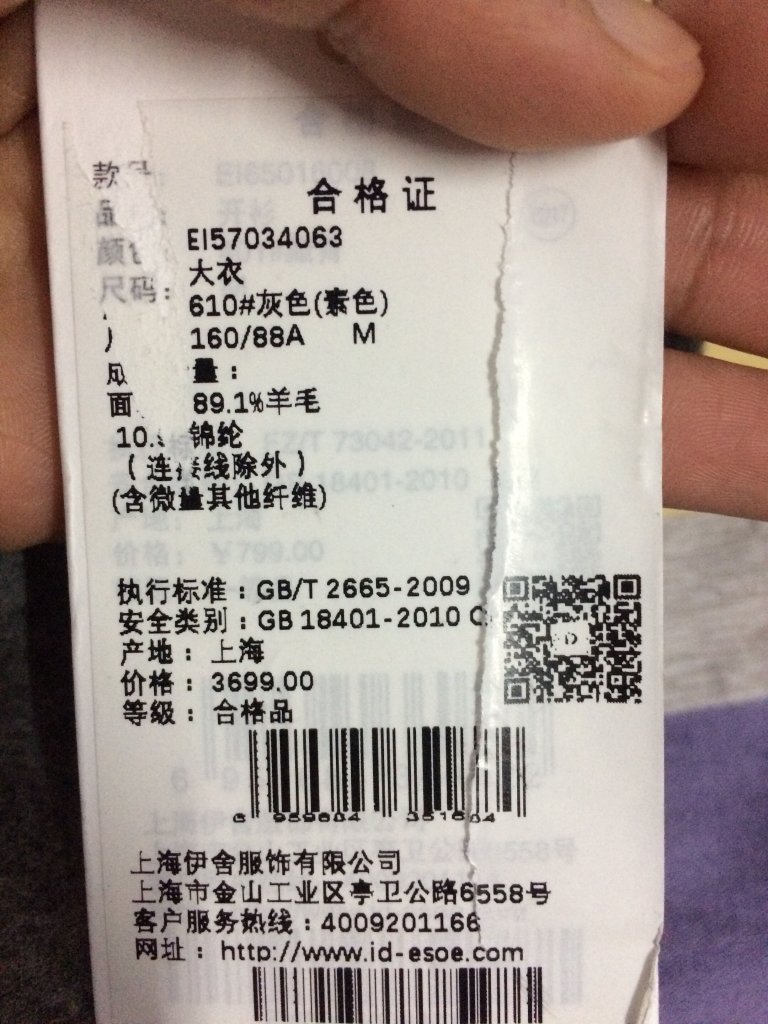 合格证
款号:
EI57034063
大衣
610#灰色(素色)
尺码: 160/88A M
量:
89.1%羊毛
锦纶
(连接线除外)
(含微量其他纤维)
执行标准:GB/T 2665-2009
安全类别:GB 18401-2010 C
产地:上海
价格:3699.00
等级:合格品
上海伊舍服饰有限公司
上海市金山工业区亭卫公路6558号
客户服务热线:4009201166
网址:http://www.id-esoe.com